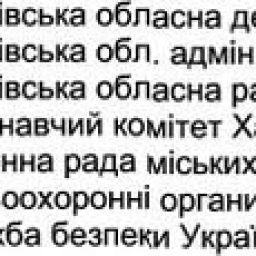 івська обласна де
івська обл. адмін
івська обласна ра
навчий комітет Ха
нна рада міських
оохоронні органи
жба безпеки Украї